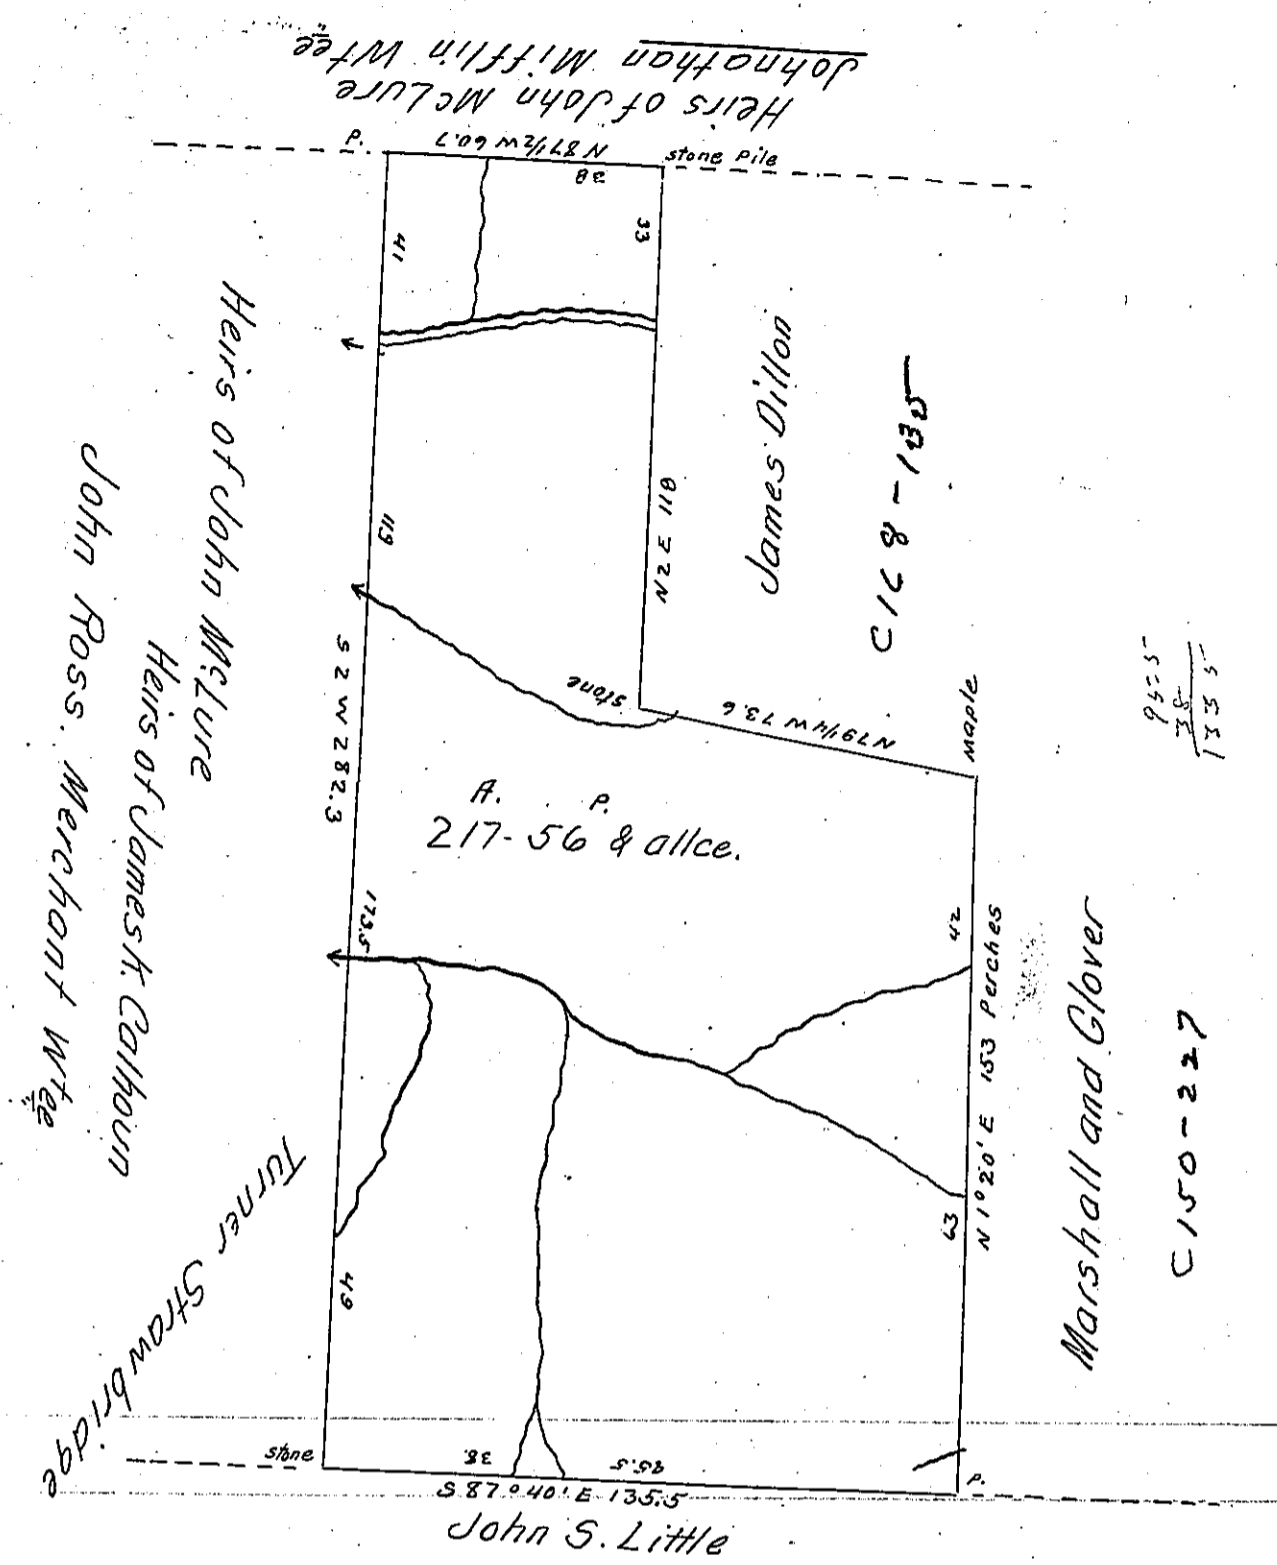 Johnathan Mifflin Wtee
Heirs of John McLure
P.
N 87 1/2 W 60.7
stone Pile
38
41
33
Heirs of John McLure
Heirs of James K. Calhoun
John Ross. Merchant Wtee
Turner Strawbridge
119
S 2 W 282.3
N 2 E 118
James Dillon
C168-135
stone
N 79 1/4 W 73.6
maple
A. P.
217-56 & allce.
173.5
42
N 1° 20' E 153 Perches
63
Marshall and Glover
C150-227
95.5
38
133 5
49
stone
38
95.5
P.
S 87° 40' E 135.5
John S. Little